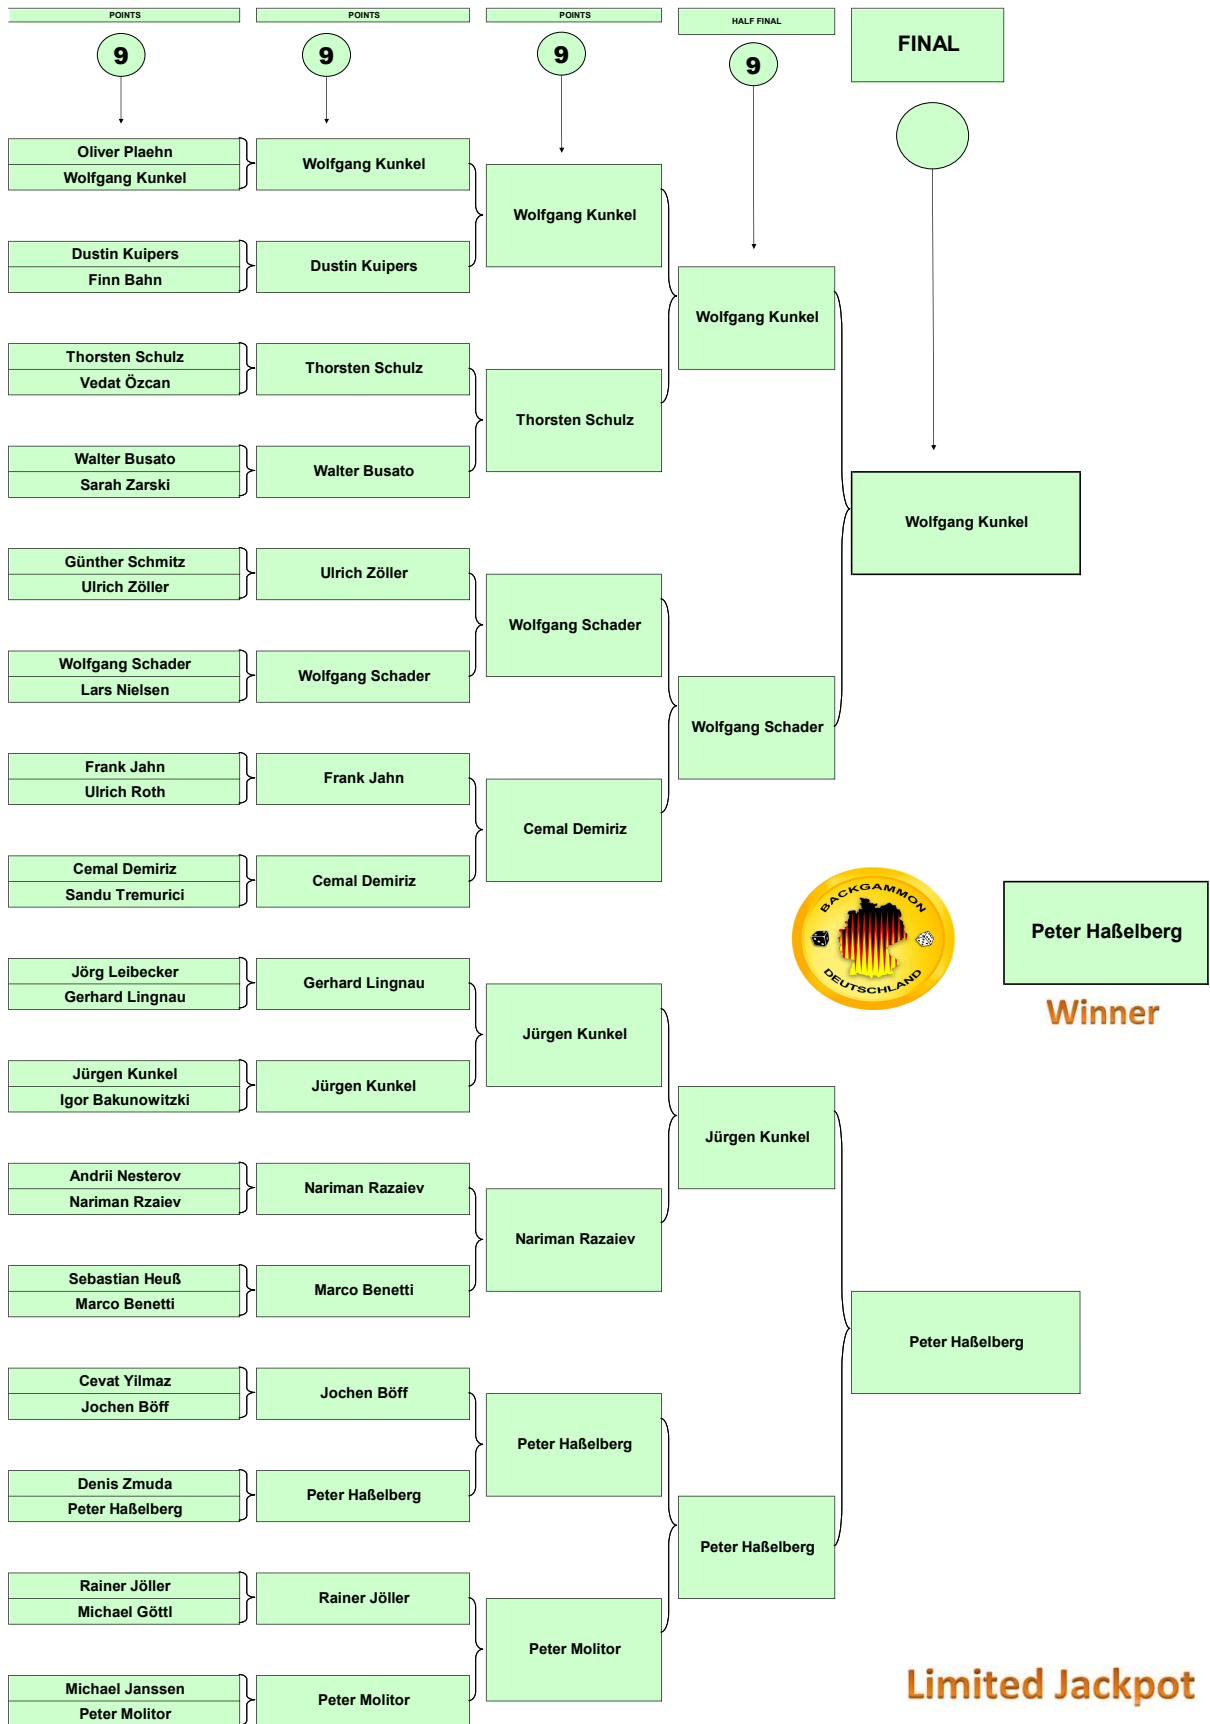 POINTS
POINTS
POINTS
HALF FINAL
FINAL
9
9
9
9
Oliver Plaehn
Wolfgang Kunkel
Dustin Kuipers
Finn Bahn
Thorsten Schulz
Vedat Özcan
Walter Busato
Sarah Zarski
Günther Schmitz
Ulrich Zöller
Wolfgang Schader
Lars Nielsen
Frank Jahn
Ulrich Roth
Cemal Demiriz
Sandu Tremurici
Jörg Leibecker
Gerhard Lingnau
Jürgen Kunkel
Igor Bakunowitzki
Andrii Nesterov
Nariman Rzaiev
Sebastian Heuß
Marco Benetti
Cevat Yilmaz
Jochen Böff
Denis Zmuda
Peter Haßelberg
Rainer Jöller
Michael Göttl
Michael Janssen
Peter Molitor
Wolfgang Kunkel
Dustin Kuipers
Thorsten Schulz
Walter Busato
Ulrich Zöller
Wolfgang Schader
Frank Jahn
Cemal Demiriz
Gerhard Lingnau
Jürgen Kunkel
Nariman Razaiev
Marco Benetti
Jochen Böff
Peter Haßelberg
Rainer Jöller
Peter Molitor
Wolfgang Kunkel
Thorsten Schulz
Wolfgang Schader
Cemal Demiriz
Jürgen Kunkel
Nariman Razaiev
Peter Haßelberg
Peter Molitor
Wolfgang Kunkel
Wolfgang Schader
Jürgen Kunkel
Peter Haßelberg
Wolfgang Kunkel
Peter Haßelberg
BACKGAMMON
DEUTSCHLAND
Peter Haßelberg
Winner
Limited Jackpot